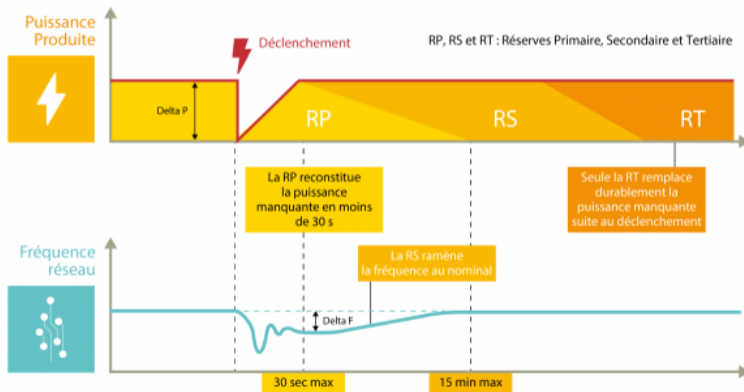 Puissance
Produite
Déclenchement
RP, RS et RT : Réserves Primaire, Secondaire et Tertiaire
Delta P
RP
RS
RT
La RP reconstitue
la puissance
manquante en moins
de 30 s
Seule la RT remplace
durablement la
puissance manquante
suite au déclenchement
Fréquence
réseau
La RS ramène
la fréquence au nominal
Delta F
30 sec max
15 min max